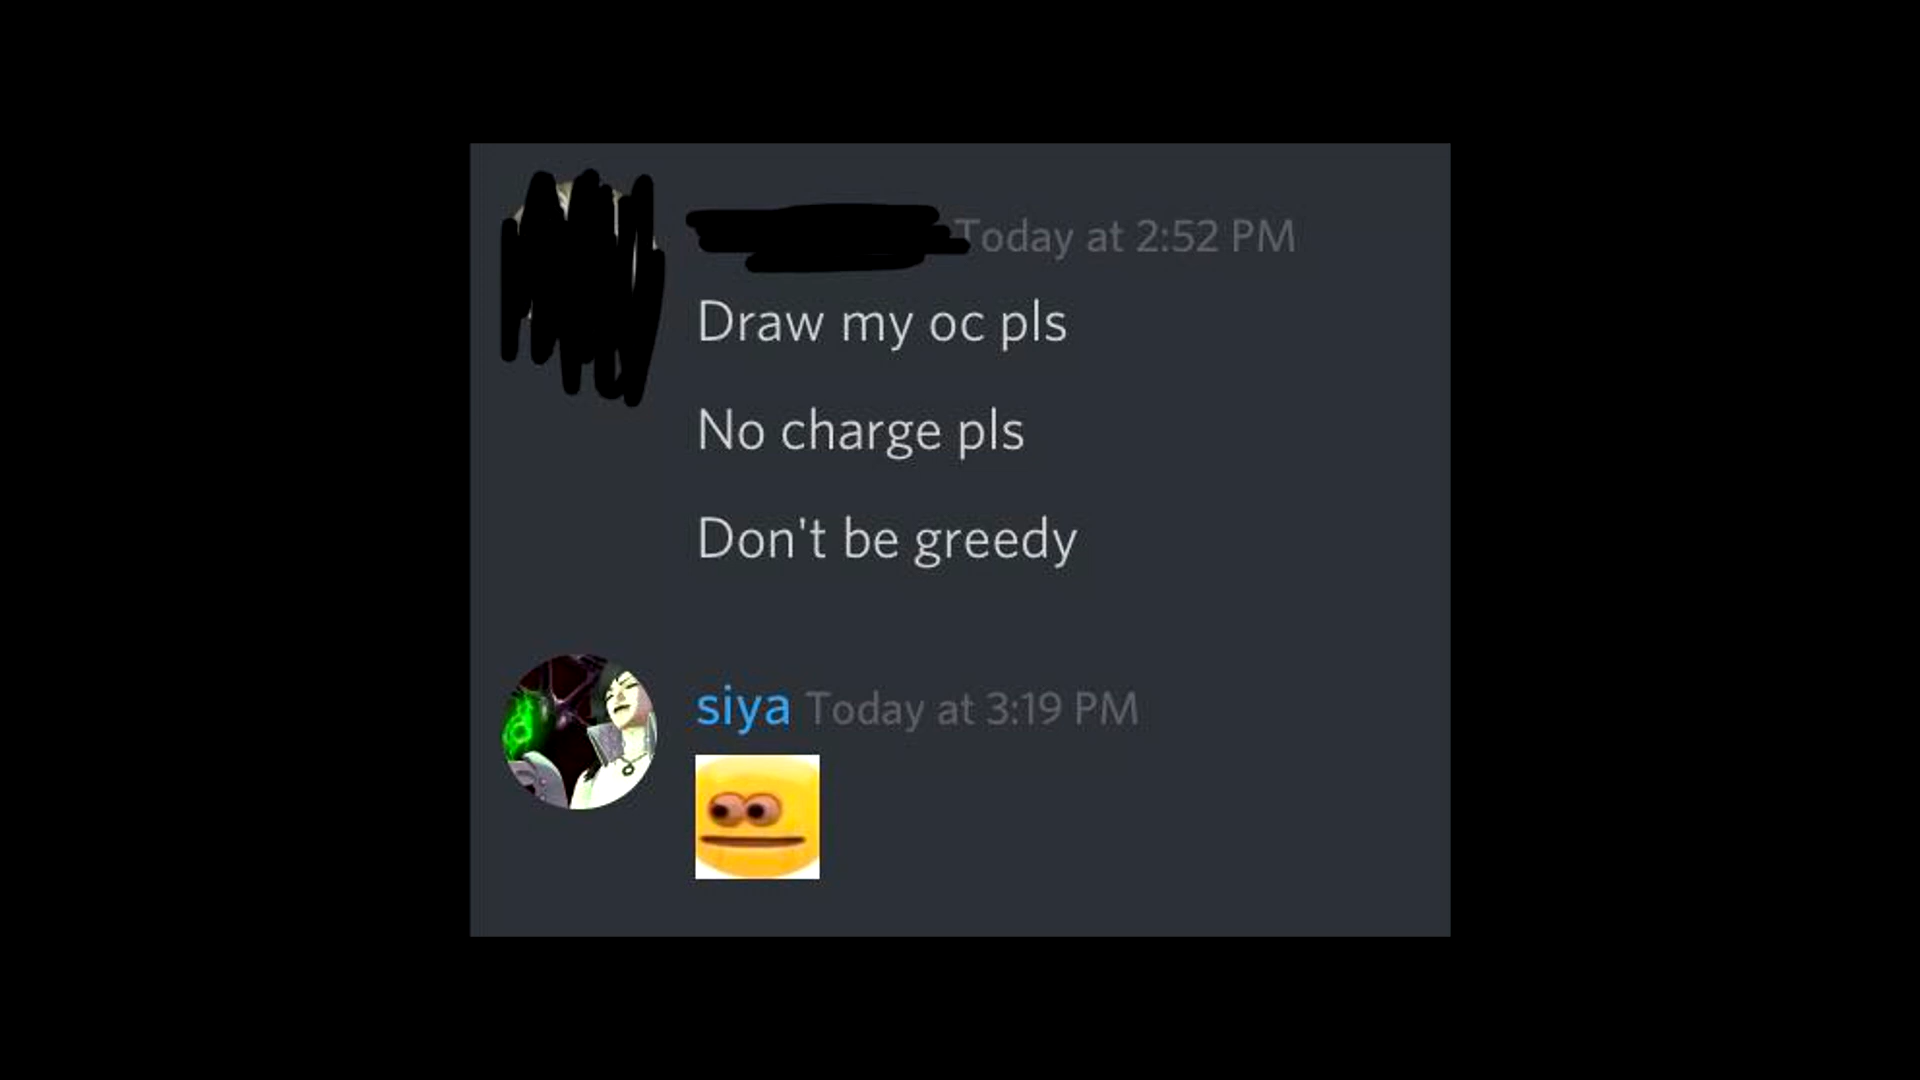 Today at 2:52 PM
Draw my oc pls
No charge pls
Don't be greedy
siya Today at 3:19 PM